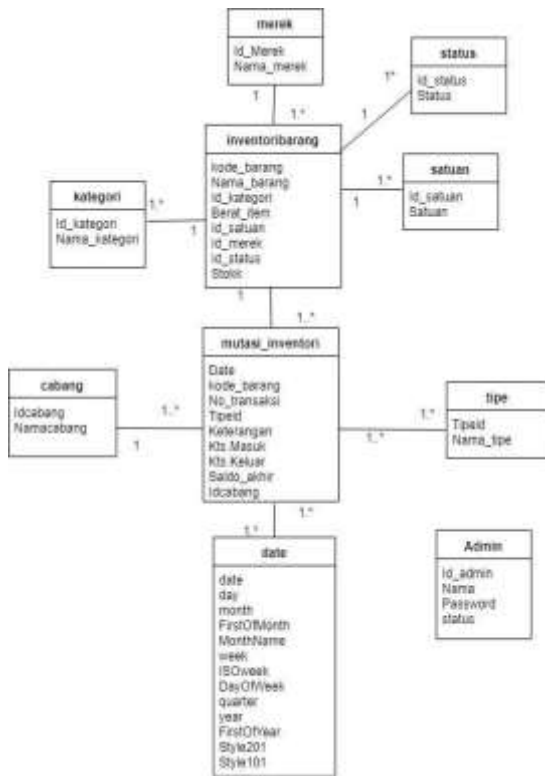 merek
Id_Merek
Nama_merek
1
1.*
status
Id_status
Status
1*
1
inventoribarang
kode_barang
Nama_barang
Id_kategori
Berat_item
Id_satuan
Id_merek
Id_status
Stokk
satuan
Id_satuan
Satuan
1.*
1
kategori
Id_kategori
Nama_kategori
1.*
1
1
1..*
mutasi_inventori
Date
kode_barang
No_transaksi
TipeId
Keterangan
Kts.Masuk
Kts.Keluar
Saldo_akhir
Idcabang
cabang
Idcabang
Namacabang
1..*
1
tipe
TipeId
Nama_tipe
1.*
1..*
1.*
1.*
date
date
day
month
FirstOfMonth
MonthName
week
ISOweek
DayOfWeek
quarter
year
FirstOfYear
Style201
Style101
Admin
Id_admin
Nama
Password
status